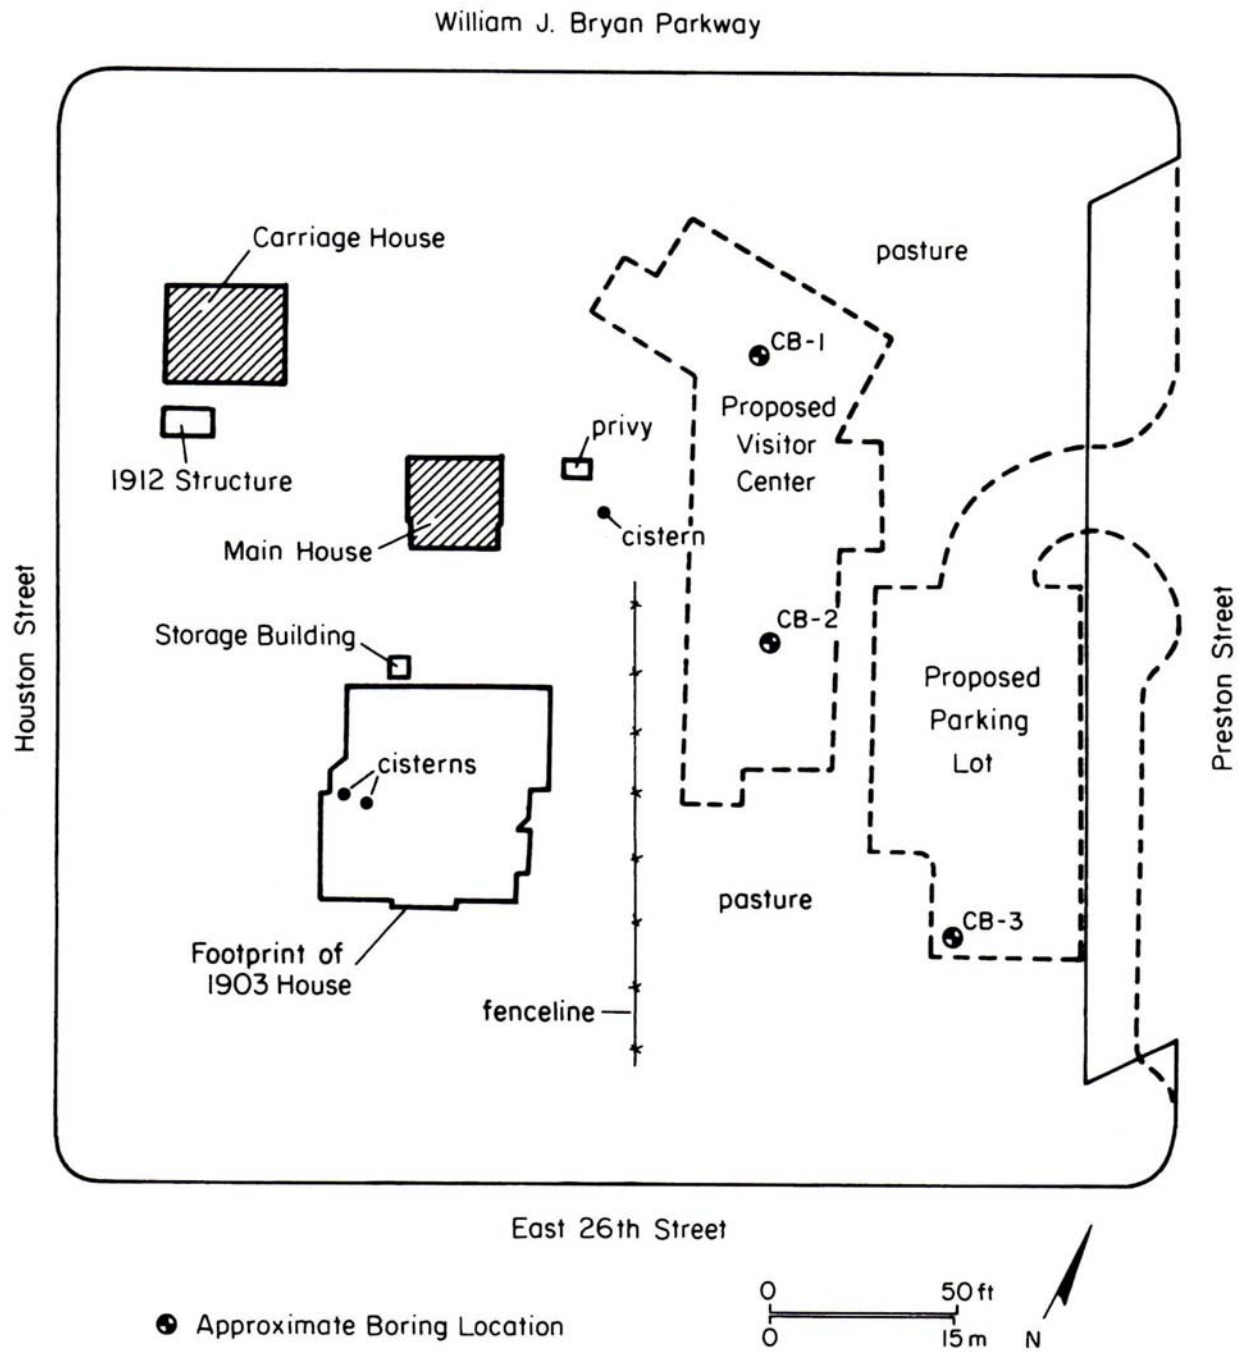 William J. Bryan Parkway
Carriage House
pasture
CB-1
Proposed
Visitor
Center
privy
1912 Structure
cistern
Main House
Houston Street
Preston Street
CB-2
Storage Building
Proposed
Parking
Lot
cisterns
pasture
CB-3
Footprint of
1903 House
fenceline
East 26th Street
0 50 ft
0 15 m
N
Approximate Boring Location